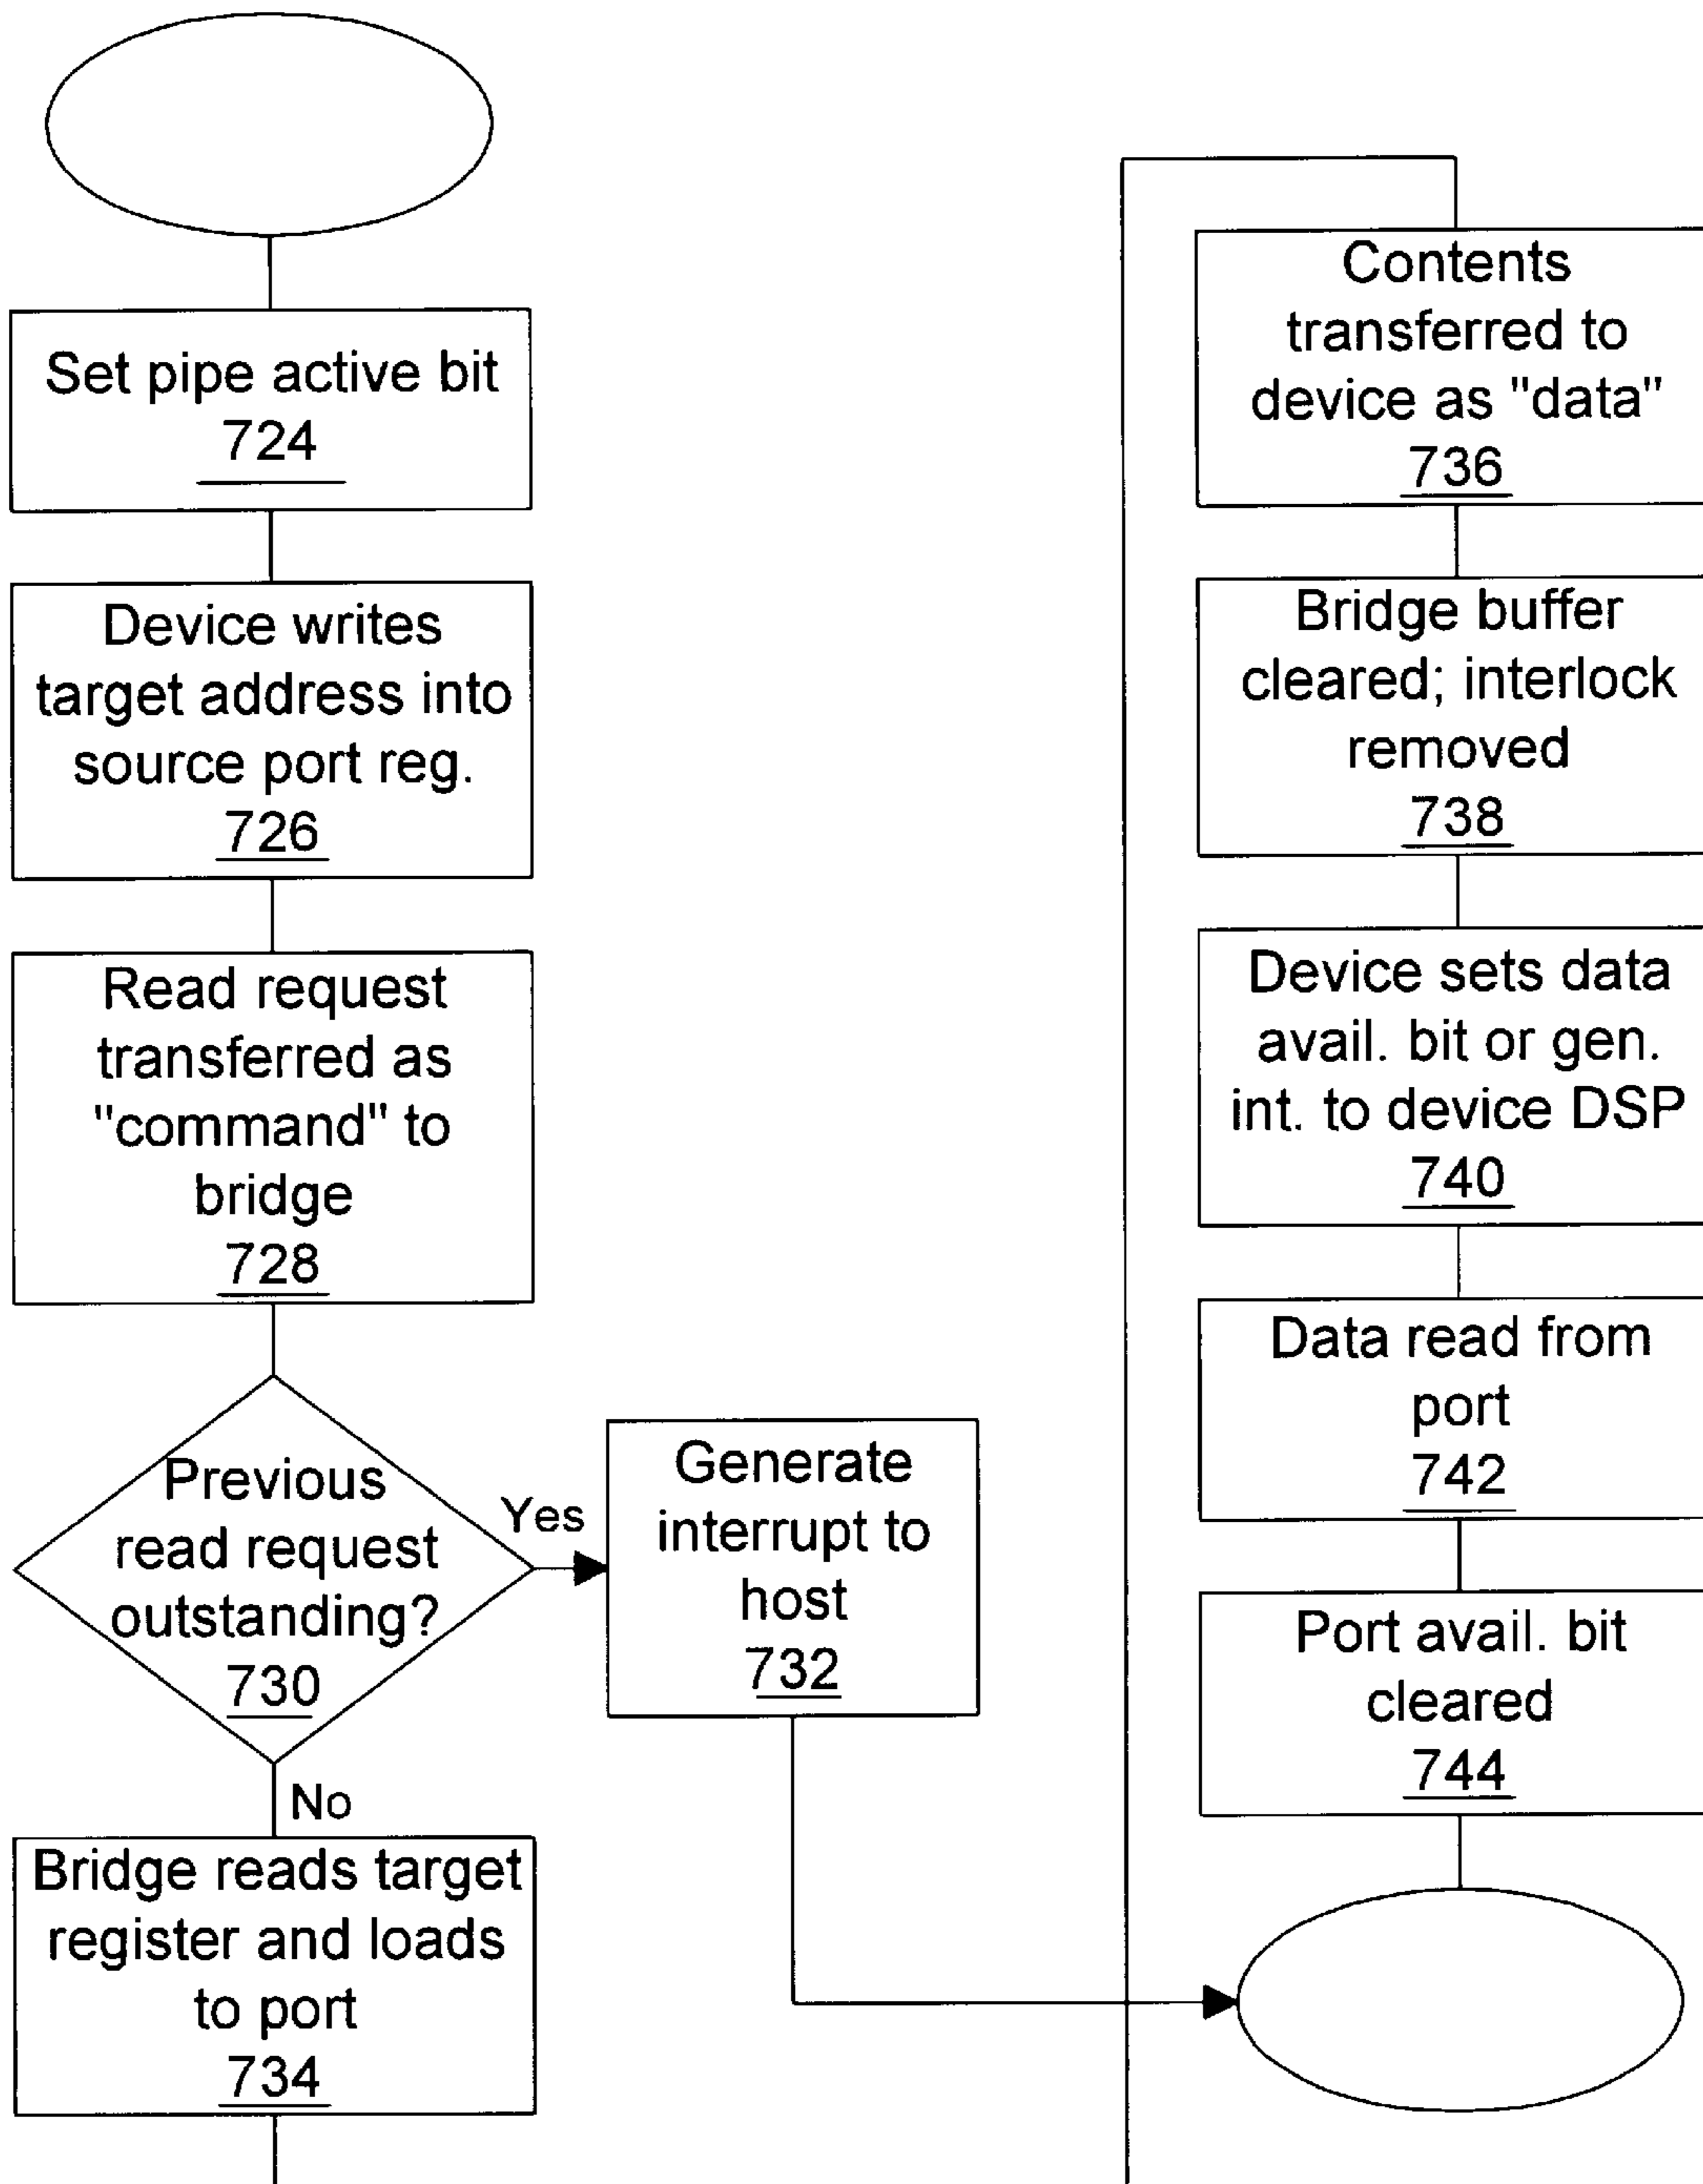 Set pipe active bit
724
Device writes
target address into
source port reg.
726
Read request
transferred as
"command" to
bridge
728
Previous
read request
outstanding?
730
Yes
No
Generate
interrupt to
host
732
Bridge reads target
register and loads
to port
734
Contents
transferred to
device as "data"
736
Bridge buffer
cleared; interlock
removed
738
Device sets data
avail. bit or gen.
int. to device DSP
740
Data read from
port
742
Port avail. bit
cleared
744